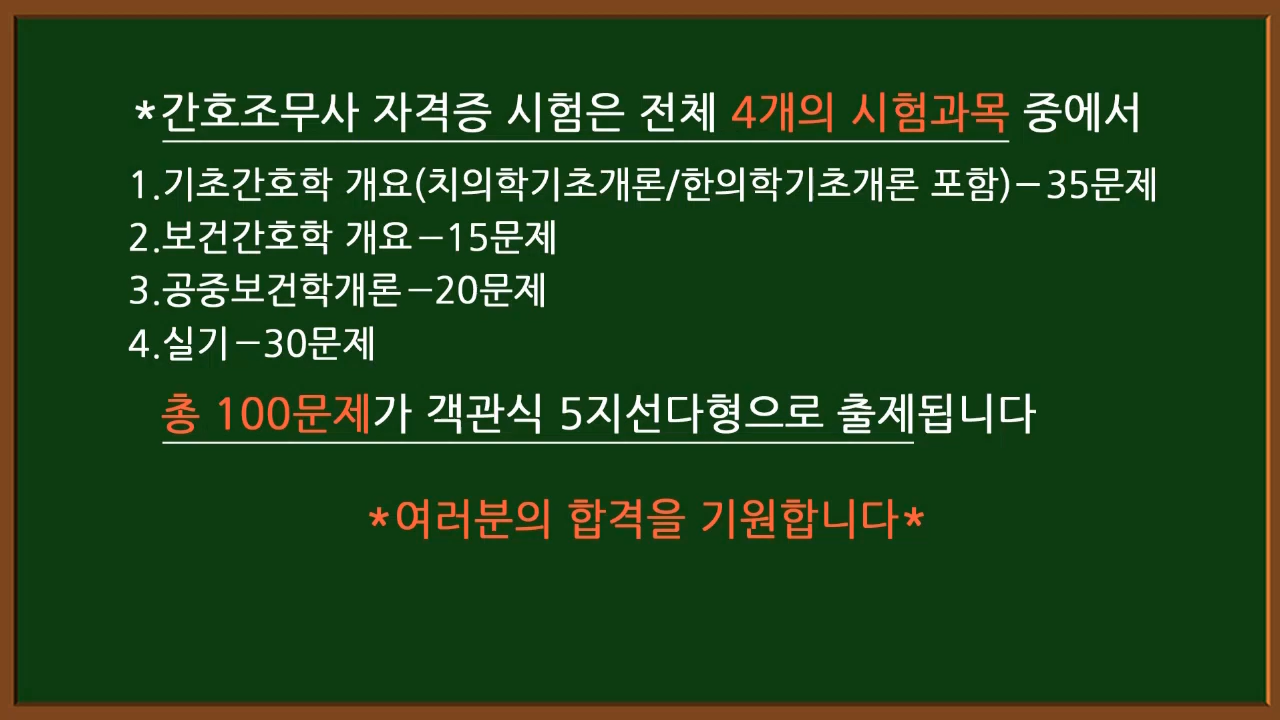 *간호조무사 자격증 시험은 전체 4개의 시험과목 중에서
1.기초간호학 개요(치의학기초개론/한의학기초개론 포함)-35문제
2.보건간호학 개요-15문제
3.공중보건학개론-20문제
4.실기-30문제
총 100문제가 객관식 5지선다형으로 출제됩니다
*여러분의 합격을 기원합니다*